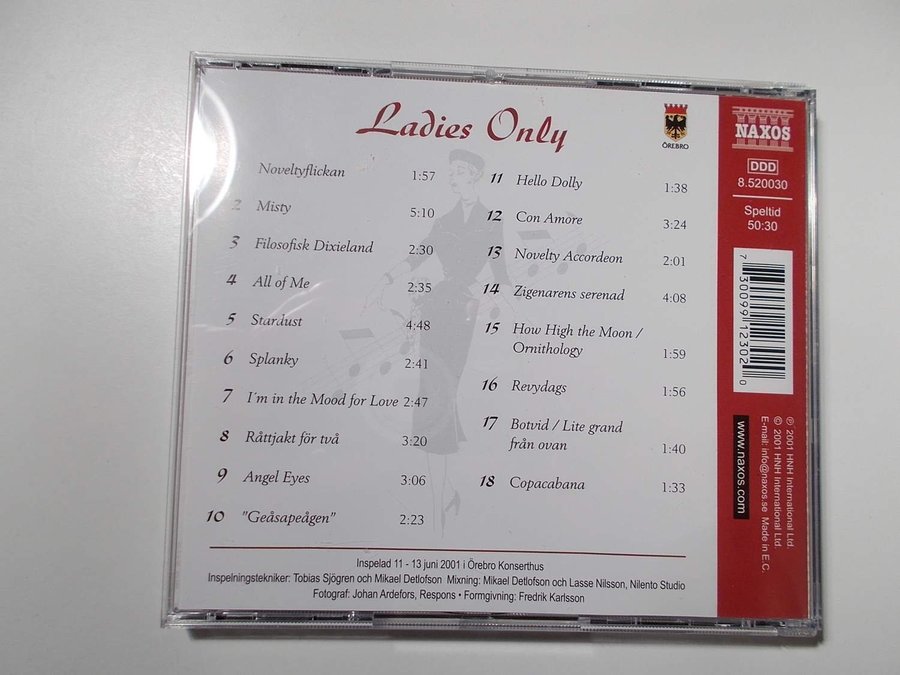 Ladies Only
ÖREBRO
Noveltyflickan 1:57
2 Misty 5:10
3 Filosofisk Dixieland 2:30
4 All of Me 2:35
5 Stardust 4:48
6 Splanky 2:41
7 I´m in the Mood for Love 2:47
8 Råttjakt för två 3:20
9 Angel Eyes 3:06
10 "Geåsapeågen" 2:23
11 Hello Dolly 1:38
12 Con Amore 3:24
13 Novelty Accordeon 2:01
14 Zigenarens serenad 4:08
15 How High the Moon /
Ornithology 1:59
16 Revydags 1:56
17 Botvid / Lite grand
från ovan 1:40
18 Copacabana 1:33
Inspelad 11 - 13 juni 2001 i Örebro Konserthus
Inspelningstekniker: Tobias Sjögren och Mikael Detlofson Mixning: Mikael Detlofson och Lasse Nilsson, Nilento Studio
Fotograf: Johan Ardefors, Respons • Formgivning: Fredrik Karlsson
NAXOS
DDD
8.520030
Speltid
50:30
7 30099 12302 0
℗ 2001 HNH International Ltd.
© 2001 HNH International Ltd.
E-mail: info@naxos.se Made in E.C.
www.naxos.com